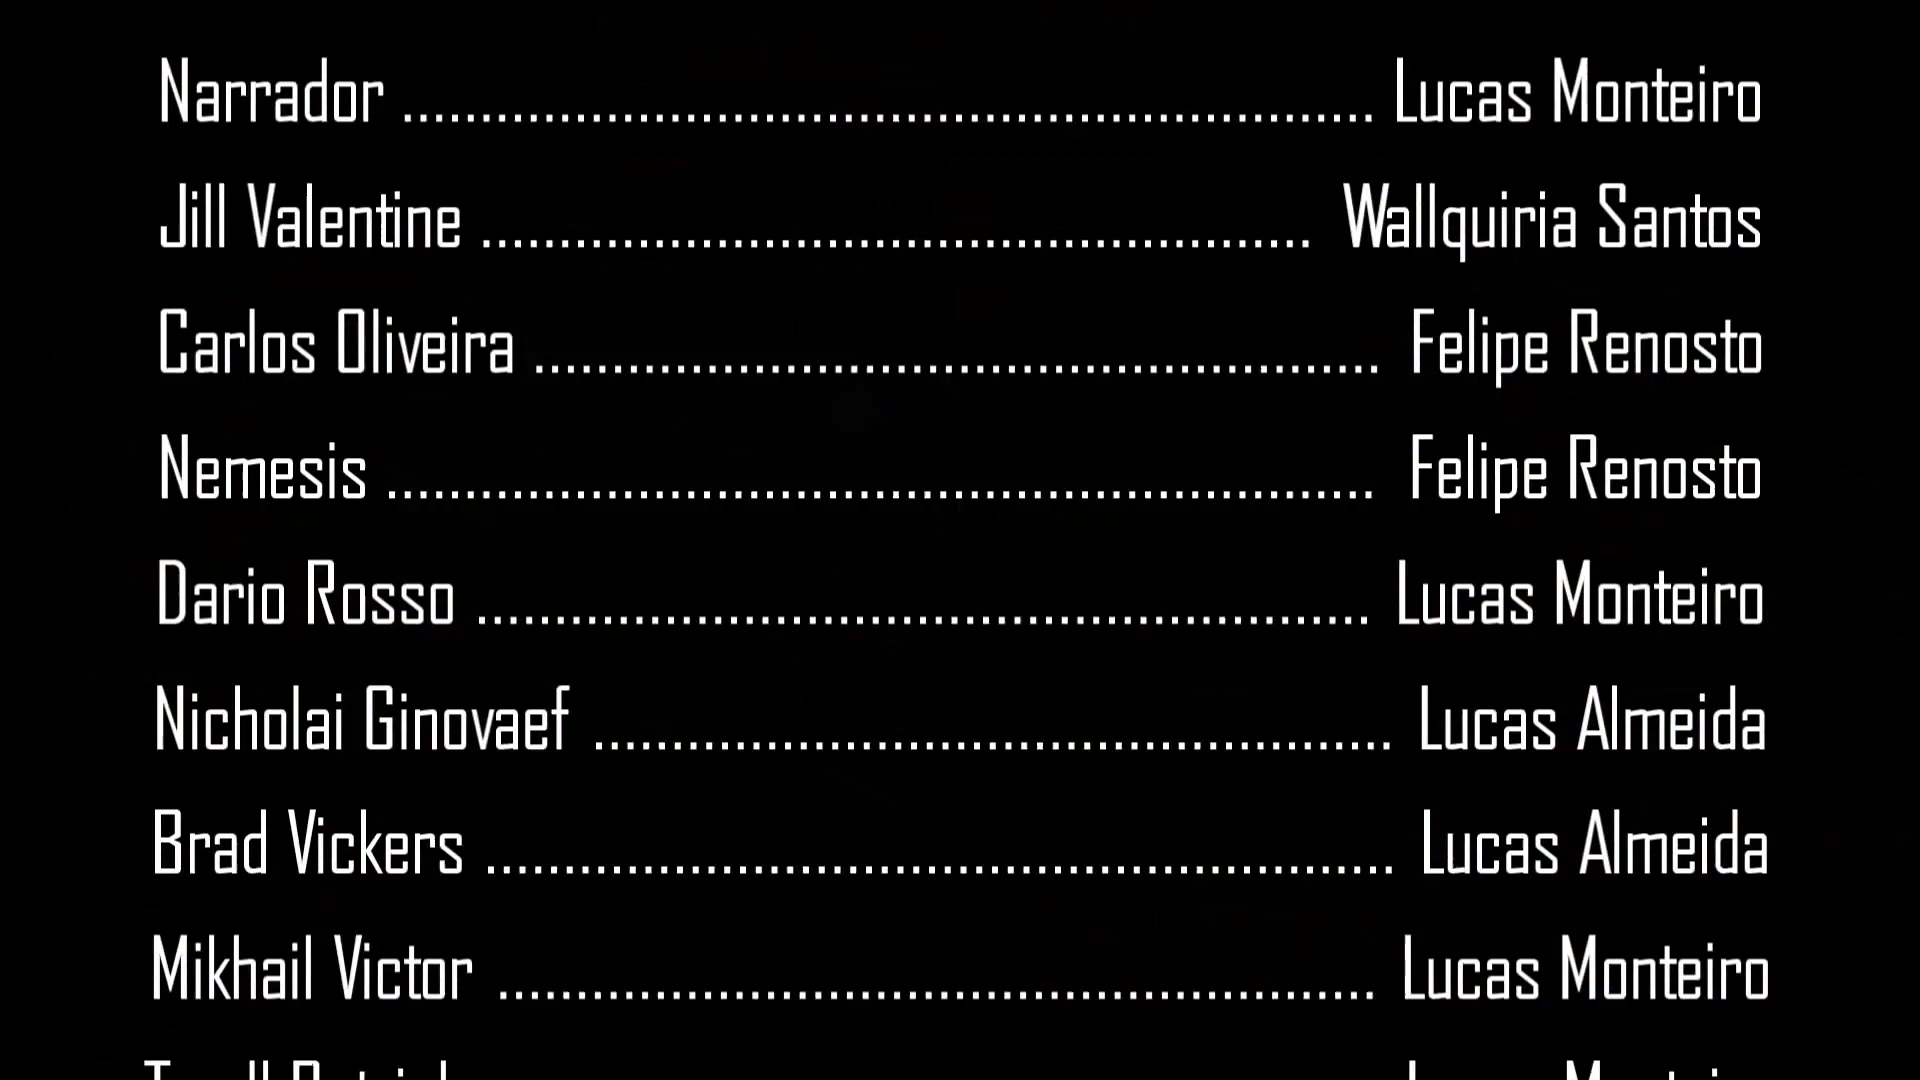 Narrador .............................................................. Lucas Monteiro
Jill Valentine ..................................................... Wallquiria Santos
Carlos Oliveira ...................................................... Felipe Renosto
Nemesis ............................................................... Felipe Renosto
Dario Rosso ......................................................... Lucas Monteiro
Nicholai Ginovaef ................................................... Lucas Almeida
Brad Vickers .......................................................... Lucas Almeida
Mikhail Victor ........................................................ Lucas Monteiro